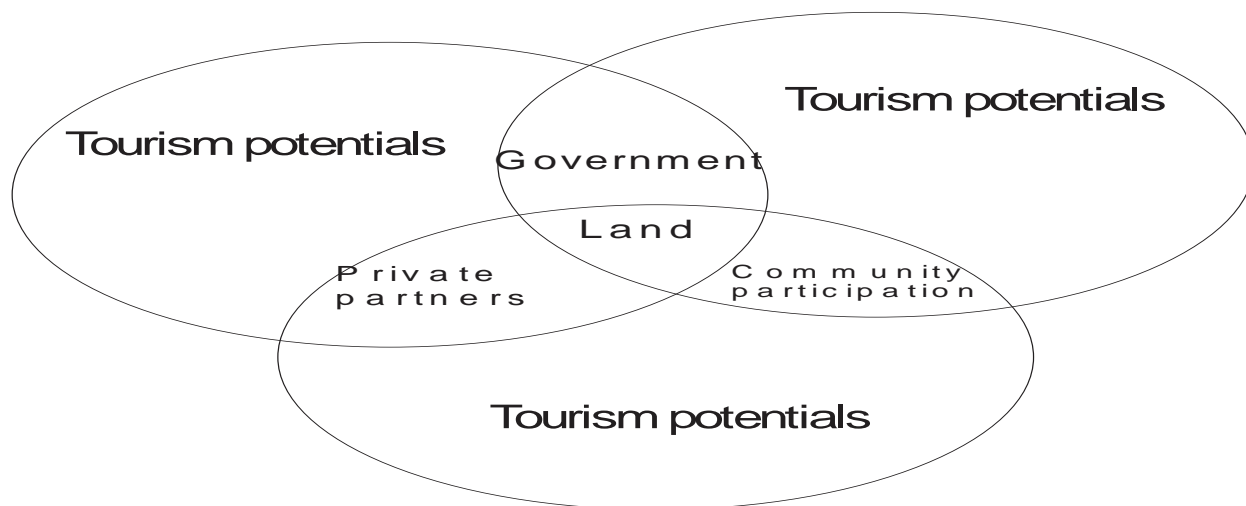 Tourism potentials
Tourism potentials
Government
Land
Private
partners
Community
participation
Tourism potentials